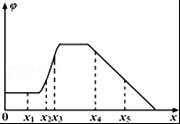 φ
0 x₁ x₂ x₃ x₄ x₅ x